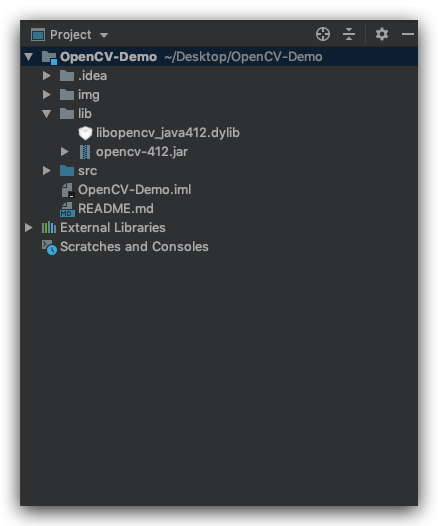 Project
OpenCV-Demo ~/Desktop/OpenCV-Demo
.idea
img
lib
libopencv_java412.dylib
opencv-412.jar
src
OpenCV-Demo.iml
MD README.md
External Libraries
Scratches and Consoles